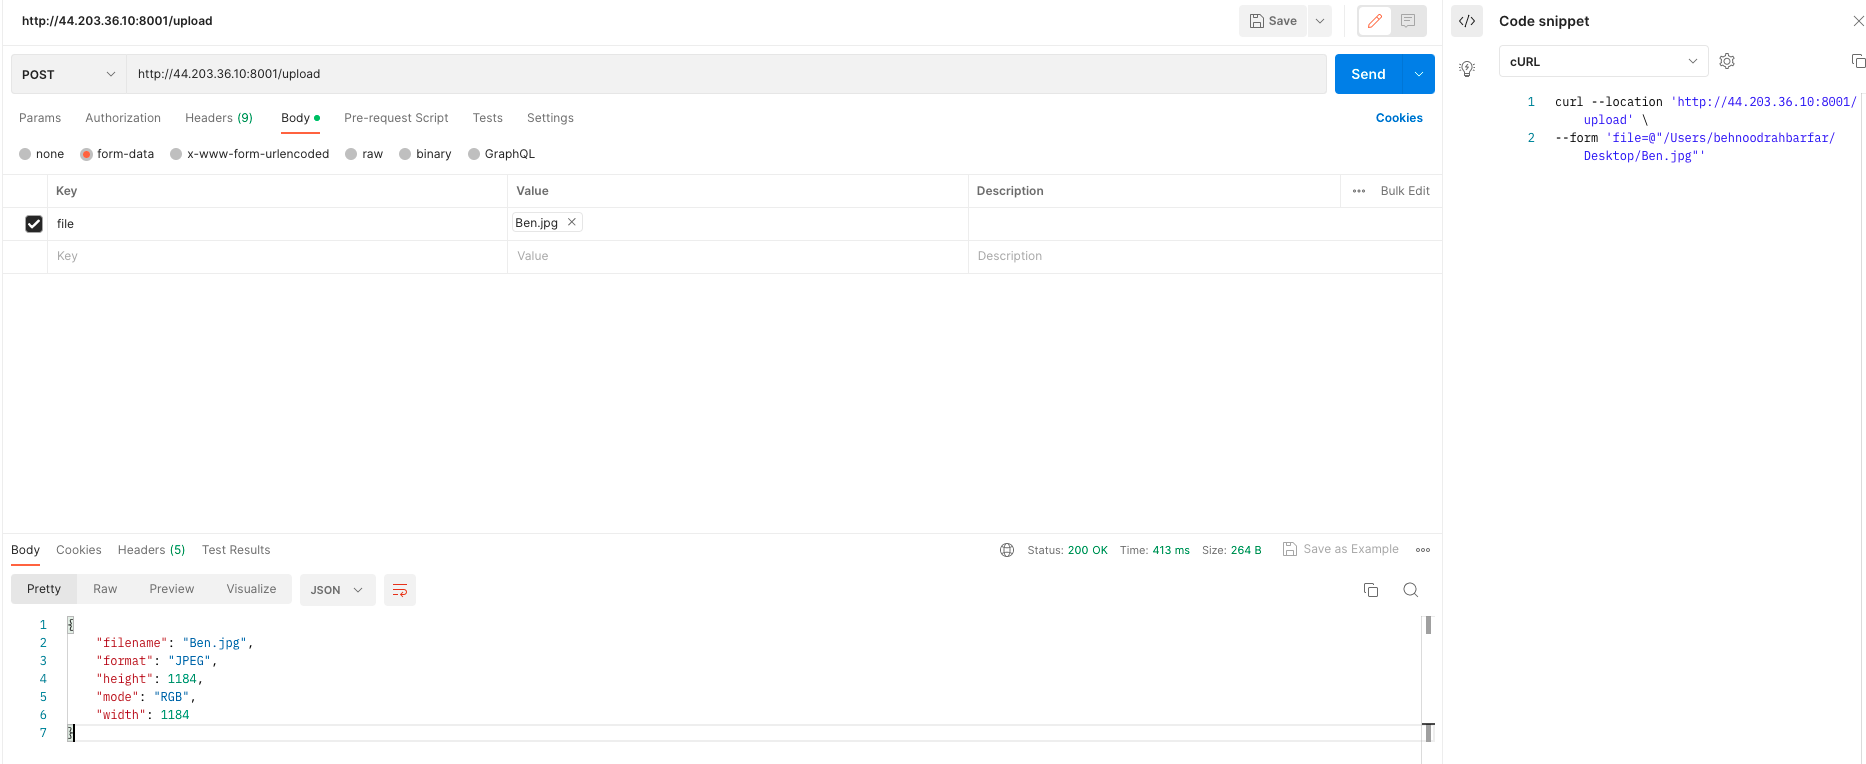 http://44.203.36.10:8001/upload
Save
POST
http://44.203.36.10:8001/upload
Send
Params Authorization Headers (9) Body Pre-request Script Tests Settings Cookies
none form-data x-www-form-urlencoded raw binary GraphQL
Key Value Description Bulk Edit
file Ben.jpg
Key Value Description
Body Cookies Headers (5) Test Results Status: 200 OK Time: 413 ms Size: 264 B Save as Example
Pretty Raw Preview Visualize JSON
1 {
2 "filename": "Ben.jpg",
3 "format": "JPEG",
4 "height": 1184,
5 "mode": "RGB",
6 "width": 1184
7 }
</> Code snippet
cURL
1 curl --location 'http://44.203.36.10:8001/
upload' \
2 --form 'file=@"/Users/behnoodrahbarfar/
Desktop/Ben.jpg"'